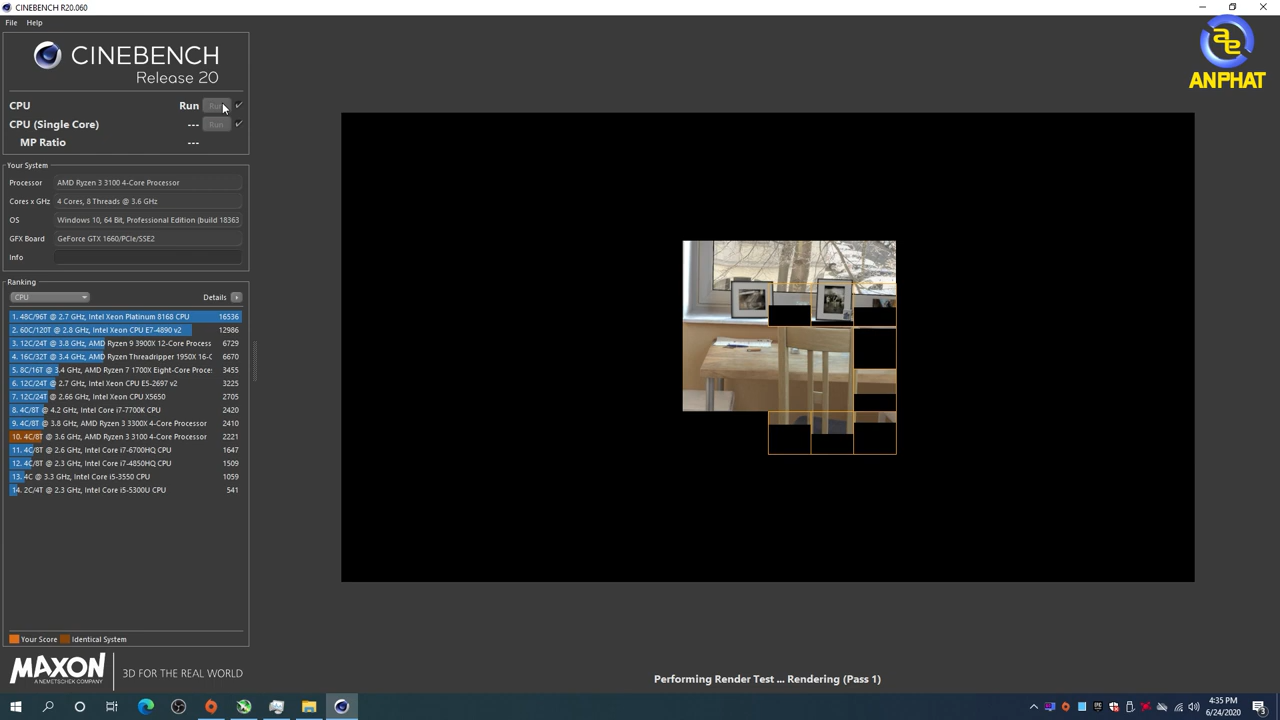 CINEBENCH R20.060
File Help
CINEBENCH
Release 20
CPU Run Run
CPU (Single Core) --- Run
MP Ratio ---
Your System
Processor AMD Ryzen 3 3100 4-Core Processor
Cores x GHz 4 Cores, 8 Threads @ 3.6 GHz
OS Windows 10, 64 Bit, Professional Edition (build 18363
GFX Board GeForce GTX 1660/PCIe/SSE2
Info
Ranking
CPU Details
1. 48C/96T @ 2.7 GHz, Intel Xeon Platinum 8168 CPU 16536
2. 60C/120T @ 2.8 GHz, Intel Xeon CPU E7-4890 v2 12986
3. 12C/24T @ 3.8 GHz, AMD Ryzen 9 3900X 12-Core Process 6729
4. 16C/32T @ 3.4 GHz, AMD Ryzen Threadripper 1950X 16-C 6670
5. 8C/16T @ 3.4 GHz, AMD Ryzen 7 1700X Eight-Core Proce: 3455
6. 12C/24T @ 2.7 GHz, Intel Xeon CPU E5-2697 v2 3225
7. 12C/24T @ 2.66 GHz, Intel Xeon CPU X5650 2705
8. 4C/8T @ 4.2 GHz, Intel Core i7-7700K CPU 2420
9. 4C/8T @ 3.8 GHz, AMD Ryzen 3 3300X 4-Core Processor 2410
10. 4C/8T @ 3.6 GHz, AMD Ryzen 3 3100 4-Core Processor 2221
11. 4C/8T @ 2.6 GHz, Intel Core i7-6700HQ CPU 1647
12. 4C/8T @ 2.3 GHz, Intel Core i7-4850HQ CPU 1509
13. 4C @ 3.3 GHz, Intel Core i5-3550 CPU 1059
14. 2C/4T @ 2.3 GHz, Intel Core i5-5300U CPU 541
Your Score Identical System
MAXON
A NEMETSCHEK COMPANY
3D FOR THE REAL WORLD
ae
ANPHAT
Performing Render Test ... Rendering (Pass 1)
4:35 PM
6/24/2020
3